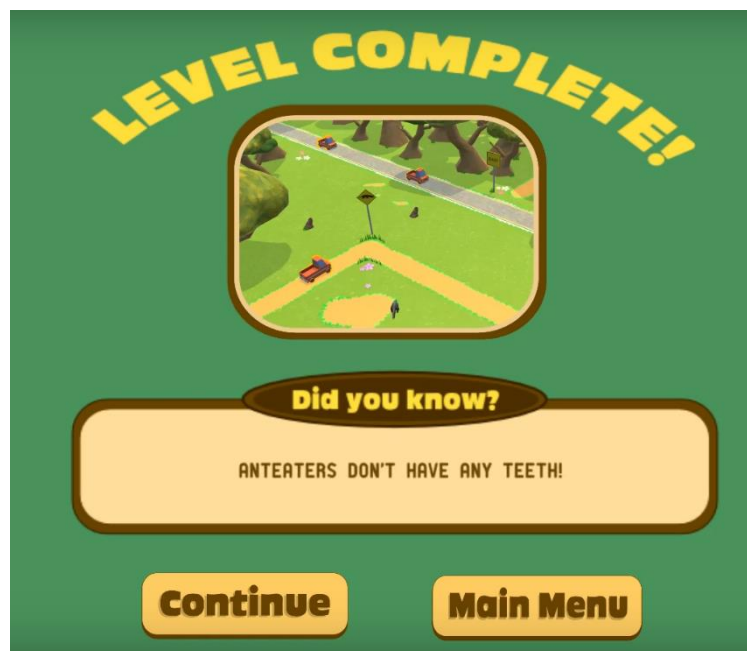 LEVEL COMPLETE!
Did you know?
ANTEATERS DON'T HAVE ANY TEETH!
Continue
Main Menu